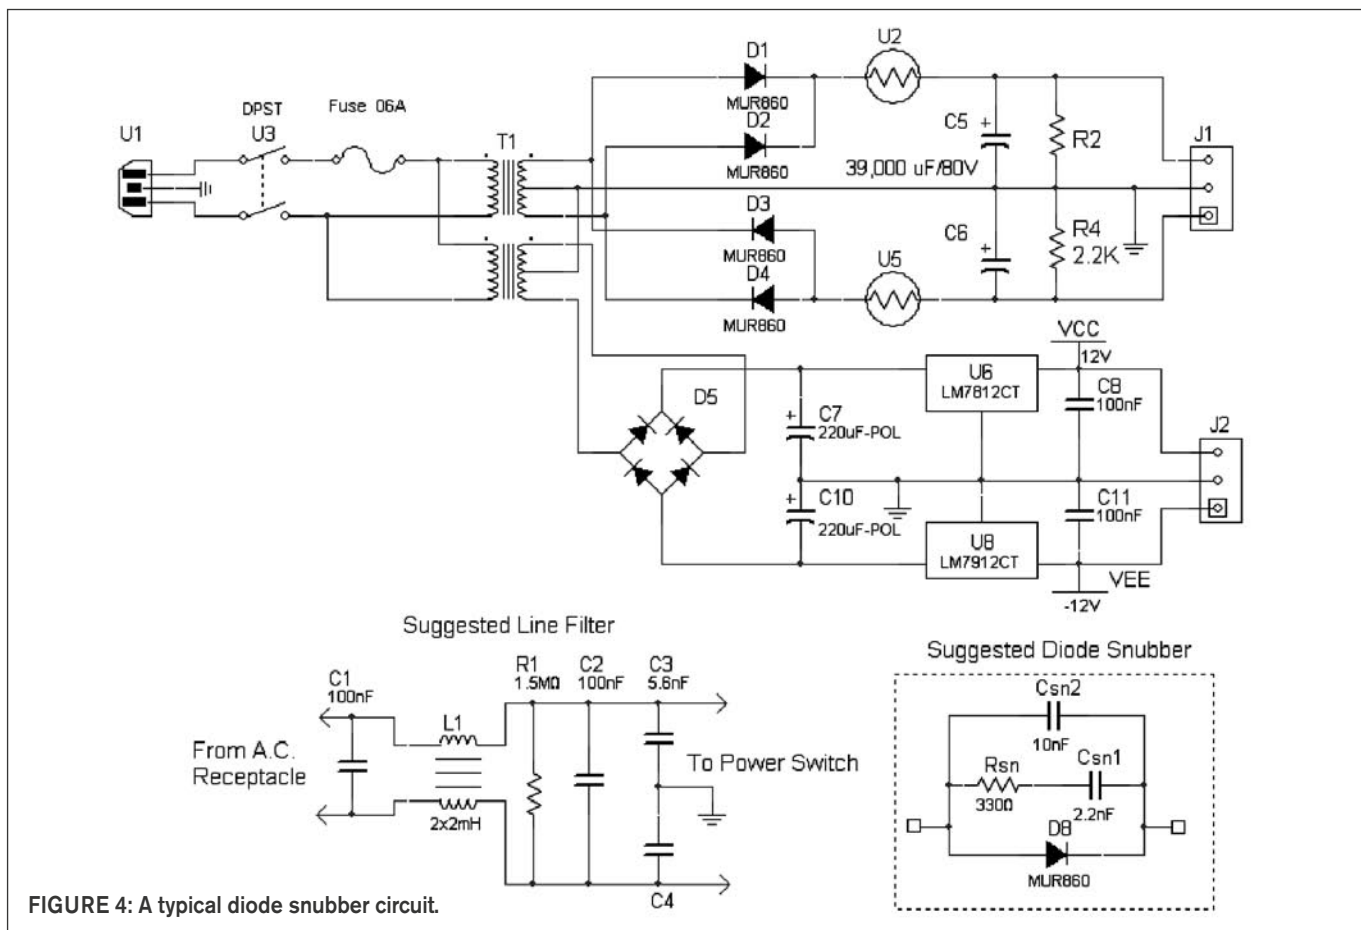 U1
DPST
U3
Fuse 06A
T1
D1
MUR860
D2
MUR860
D3
MUR860
D4
MUR860
U2
U5
C5
+
39,000 uF/80V
C6
+
R2
R4
2.2K
J1
D5
+
C7
220uF-POL
+
C10
220uF-POL
U6
LM7812CT
U8
LM7912CT
VCC
12V
C8
100nF
C11
100nF
VEE
-12V
J2
Suggested Line Filter
C1
100nF
L1
2x2mH
R1
1.5MΩ
C2
100nF
C3
5.6nF
C4
From A.C.
Receptacle
To Power Switch
Suggested Diode Snubber
Csn2
10nF
Rsn
330Ω
Csn1
2.2nF
D8
MUR860
FIGURE 4: A typical diode snubber circuit.